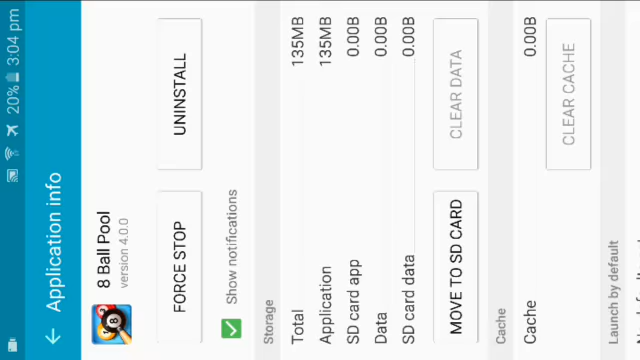 20% 3:04 pm
Application info
8 Ball Pool
version 4.0.0
FORCE STOP
UNINSTALL
Show notifications
Storage
Total 135MB
Application 135MB
SD card app 0.00B
Data 0.00B
SD card data 0.00B
MOVE TO SD CARD
CLEAR DATA
Cache
Cache 0.00B
CLEAR CACHE
Launch by default